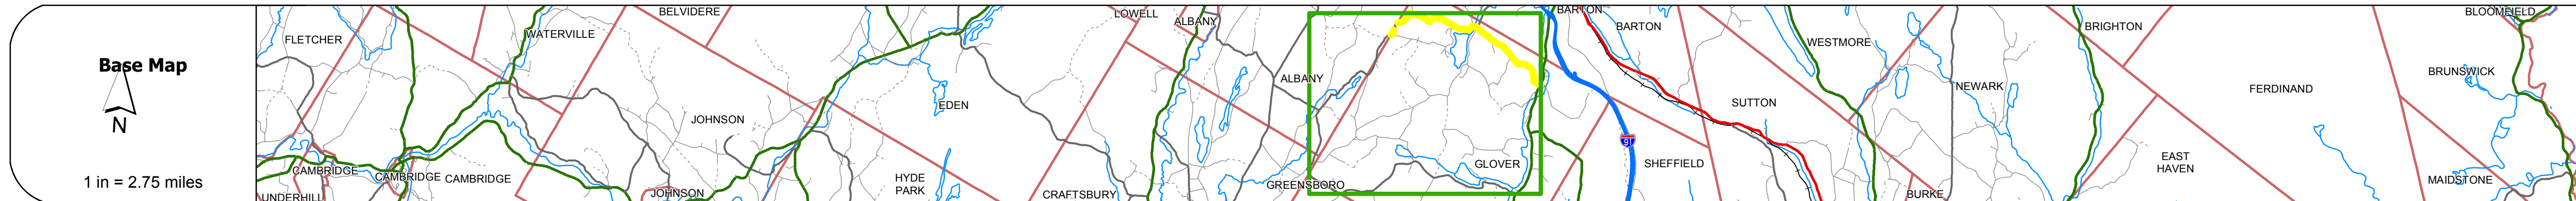 Base Map
N
1 in = 2.75 miles
FLETCHER
WATERVILLE
BELVIDERE
LOWELL
ALBANY
BARTON
BARTON
WESTMORE
BRIGHTON
BLOOMFIELD
JOHNSON
EDEN
ALBANY
SUTTON
NEWARK
FERDINAND
BRUNSWICK
91
CAMBRIDGE
CAMBRIDGE
CAMBRIDGE
UNDERHILL
JOHNSON
HYDE
PARK
CRAFTSBURY
GREENSBORO
GLOVER
SHEFFIELD
BURKE
EAST
HAVEN
MAIDSTONE